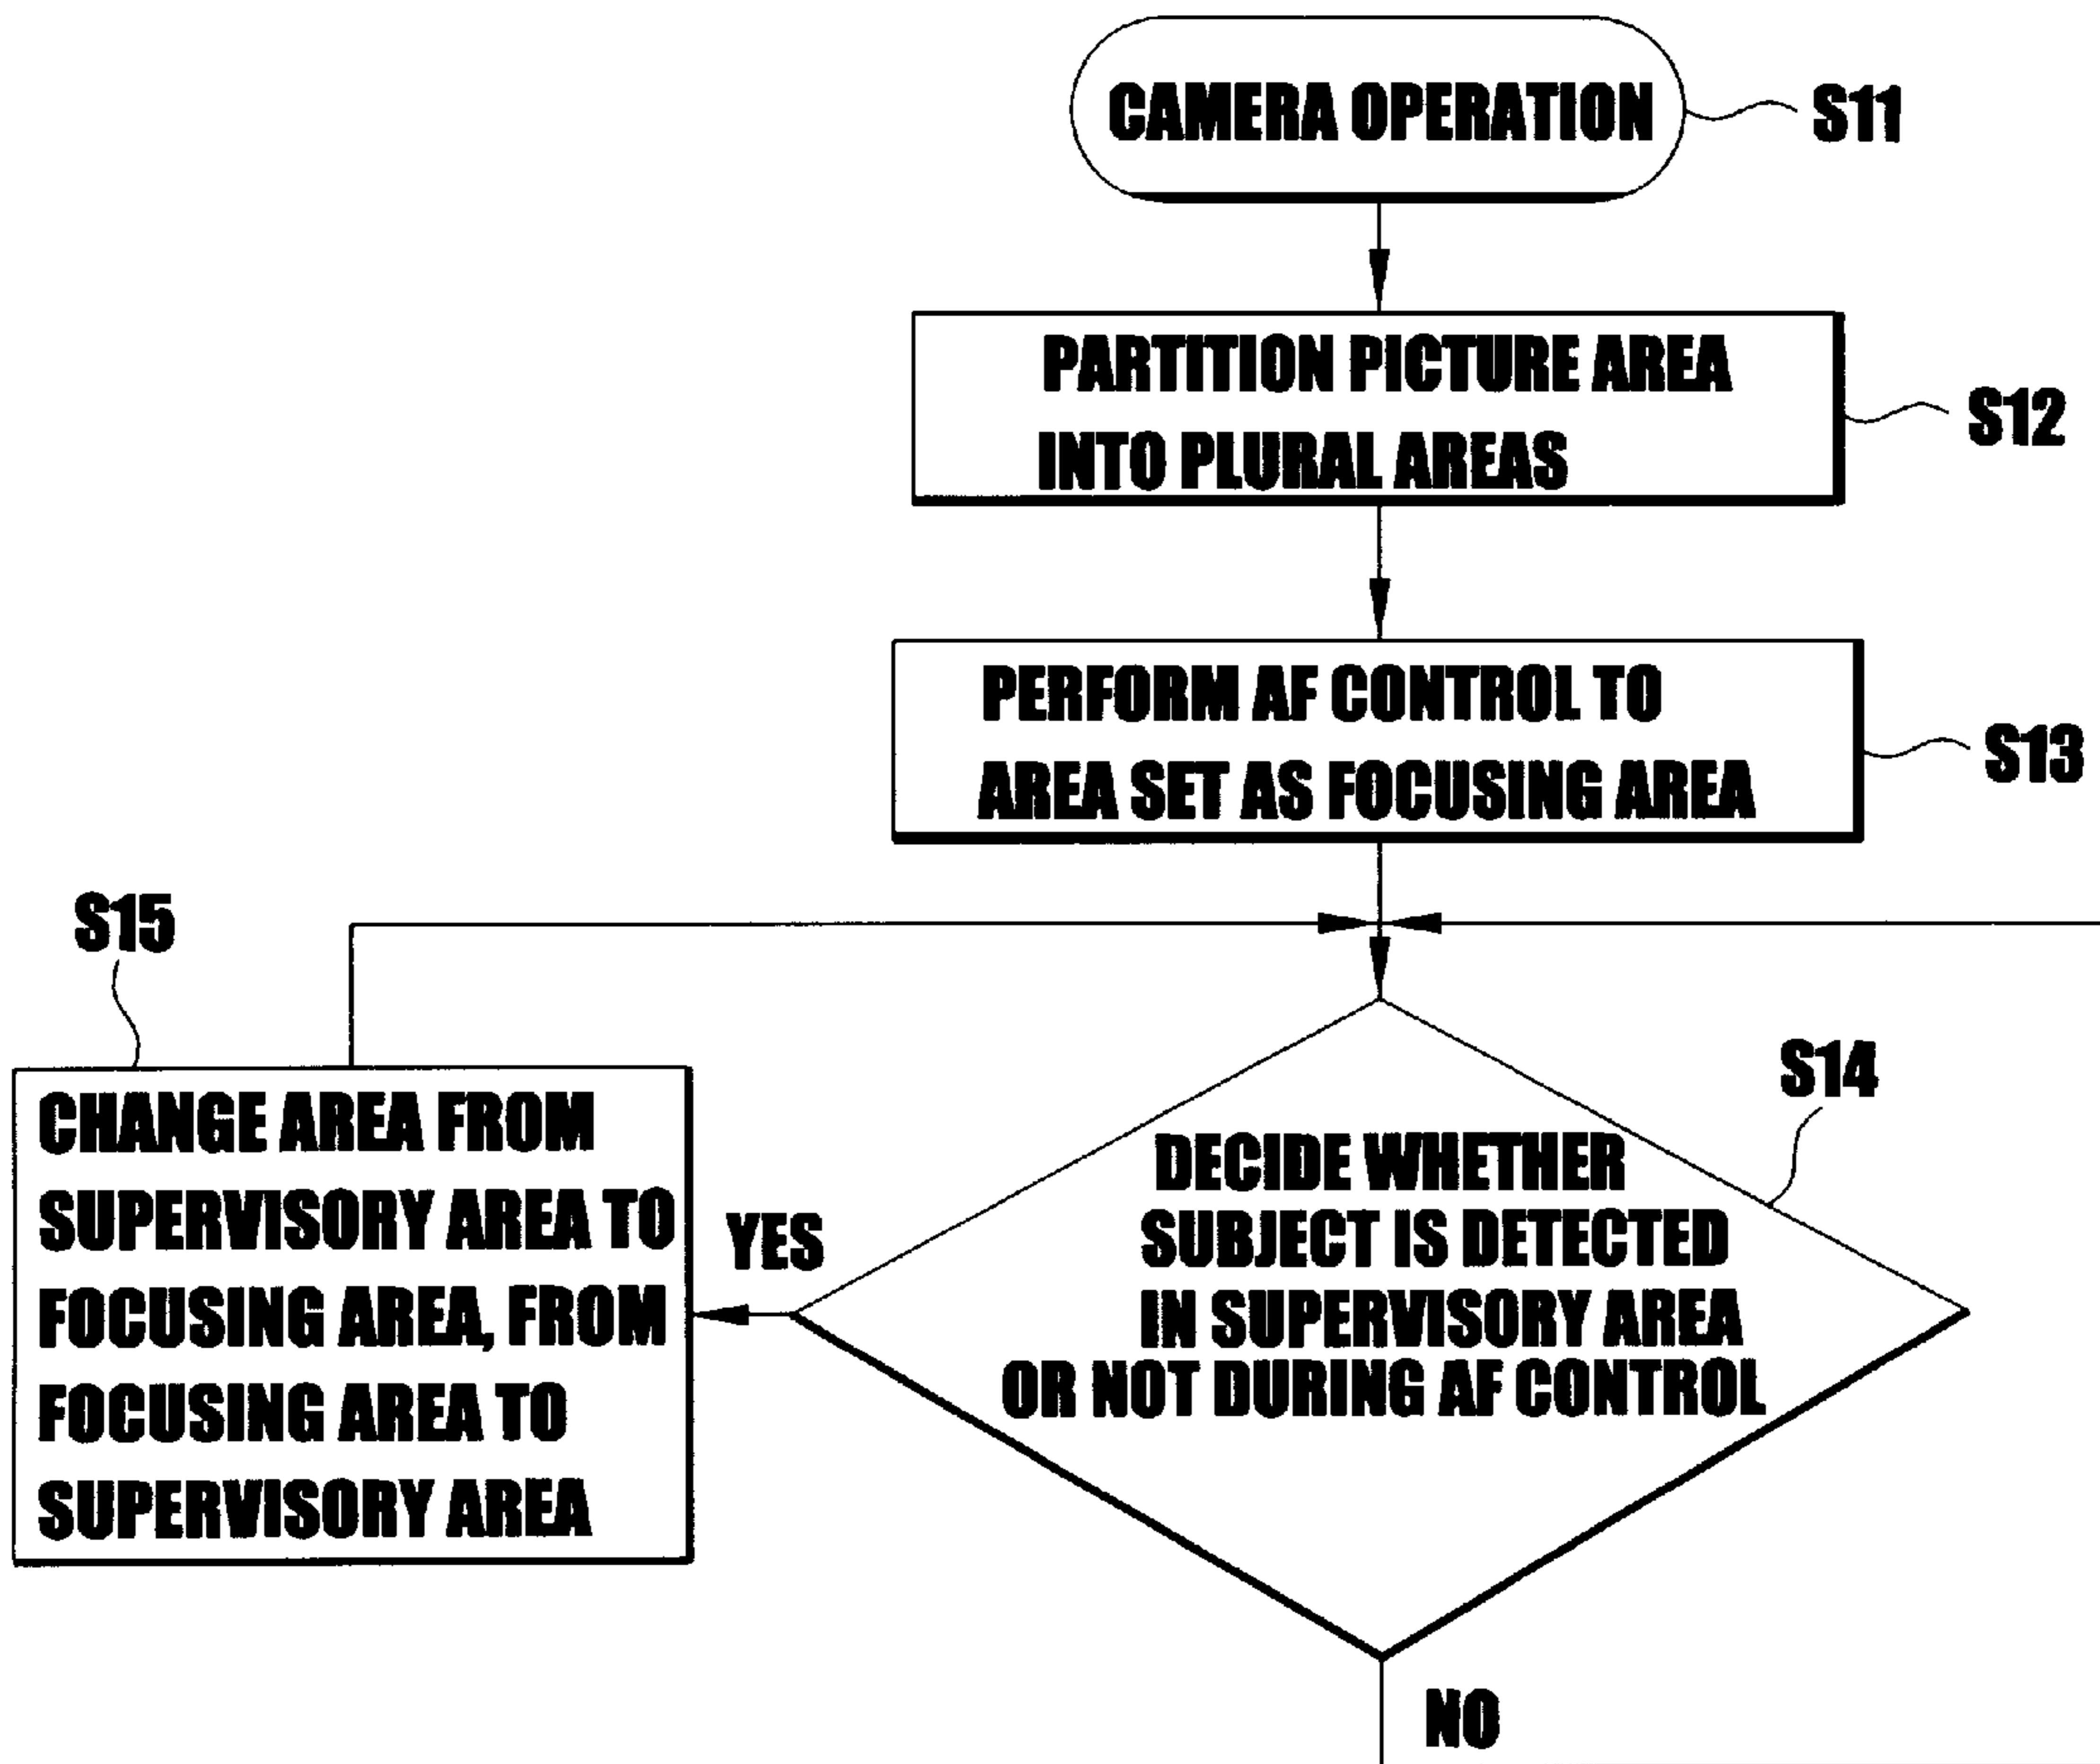 CAMERA OPERATION
S11
PARTITION PICTURE AREA
INTO PLURAL AREAS
S12
PERFORM AF CONTROL TO
AREA SET AS FOCUSING AREA
S13
S15
CHANGE AREA FROM
SUPERVISORY AREA TO
FOCUSING AREA, FROM
FOCUSING AREA TO
SUPERVISORY AREA
YES
S14
DECIDE WHETHER
SUBJECT IS DETECTED
IN SUPERVISORY AREA
OR NOT DURING AF CONTROL
NO